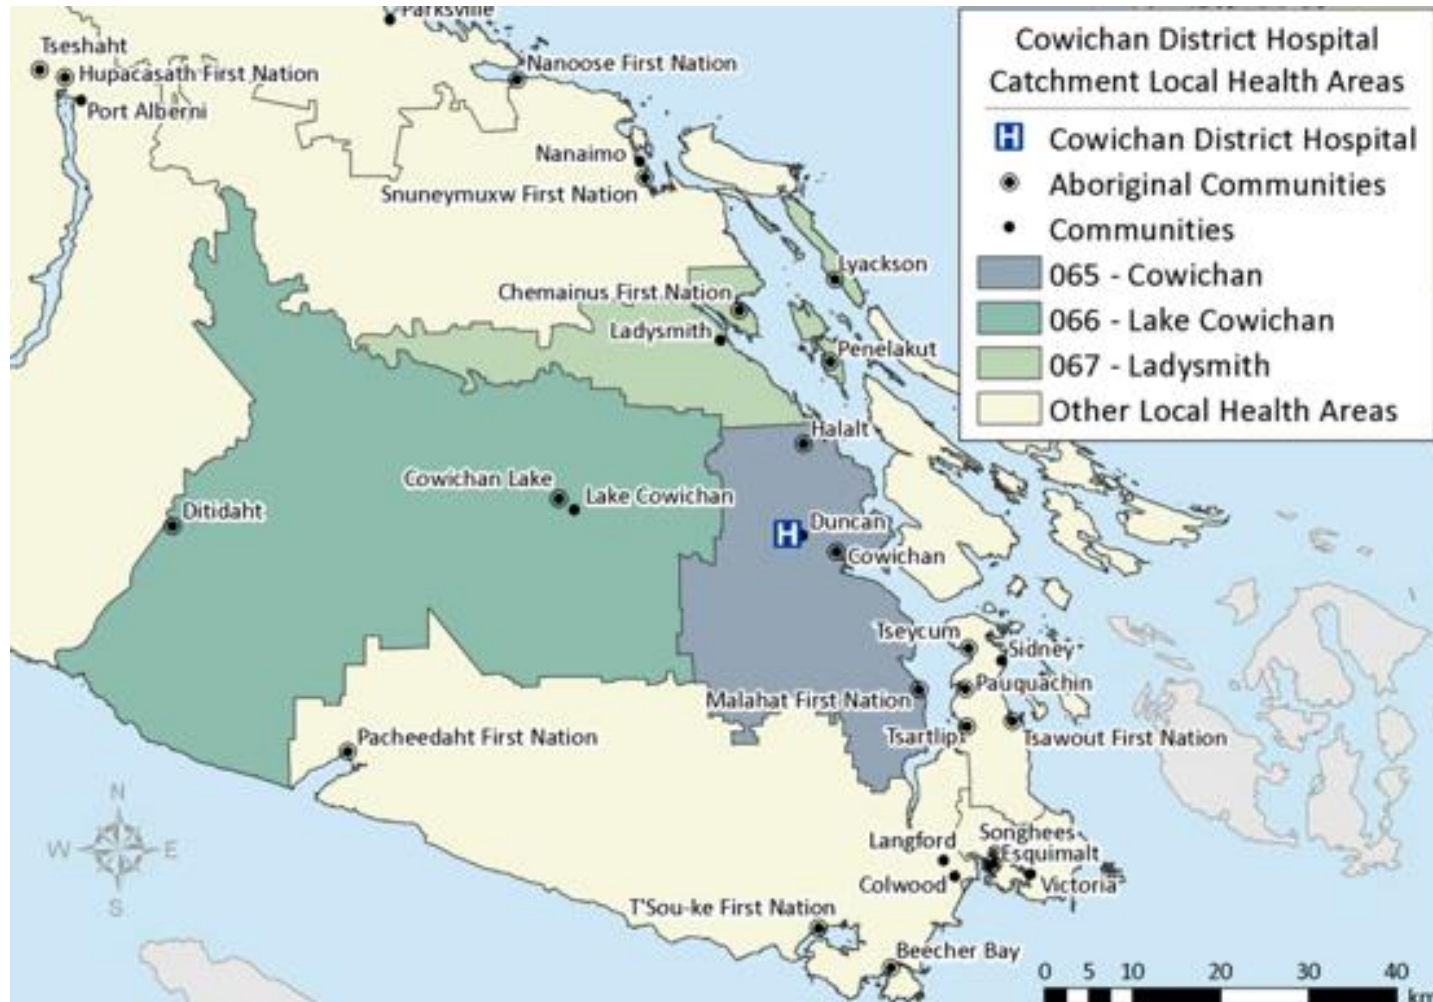 Parksville
Tseshaht
Hupacasath First Nation
Port Alberni
Nanoose First Nation
Nanaimo
Snuneymuxw First Nation
Lyackson
Chemainus First Nation
Ladysmith
Penelakut
Halalt
Cowichan Lake
Lake Cowichan
Ditidaht
H
Duncan
Cowichan
Tseycum
Sidney
Pauquachin
Malahat First Nation
Tsartlip
Tsawout First Nation
Pacheedaht First Nation
Langford
Songhees
Esquimalt
Colwood
Victoria
T'Sou-ke First Nation
Beecher Bay
N
W E
S
Cowichan District Hospital
Catchment Local Health Areas
H Cowichan District Hospital
Aboriginal Communities
Communities
065 - Cowichan
066 - Lake Cowichan
067 - Ladysmith
Other Local Health Areas
0 5 10 20 30 40
km